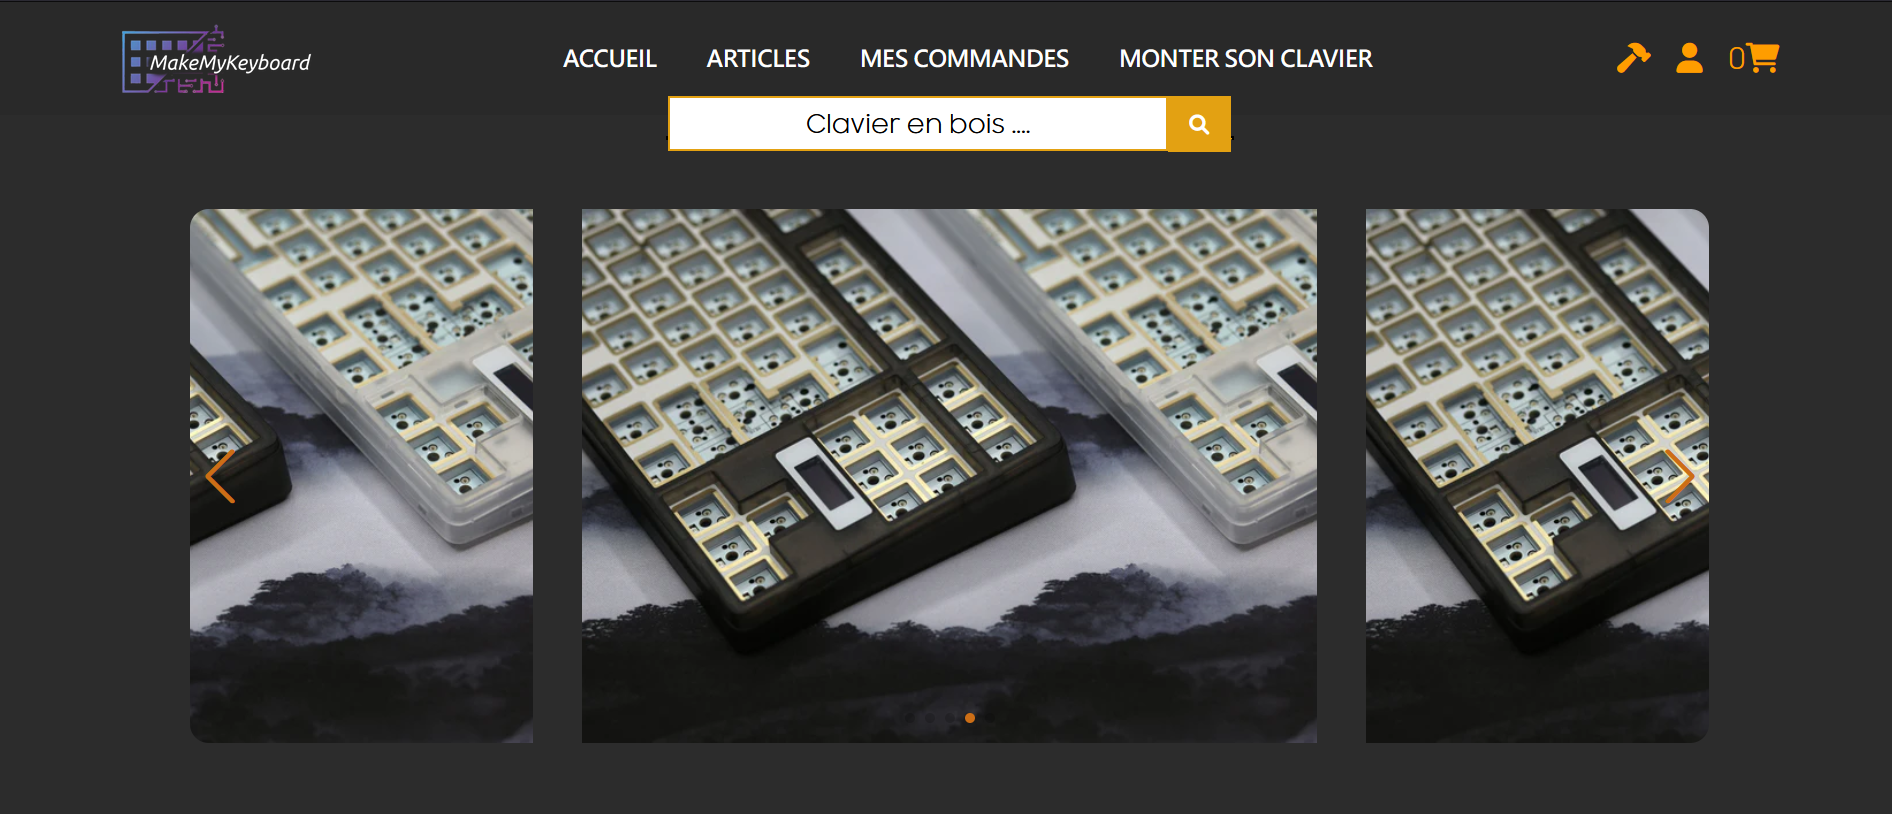 MakeMyKeyboard
ACCUEIL
ARTICLES
MES COMMANDES
MONTER SON CLAVIER
0
Clavier en bois ....